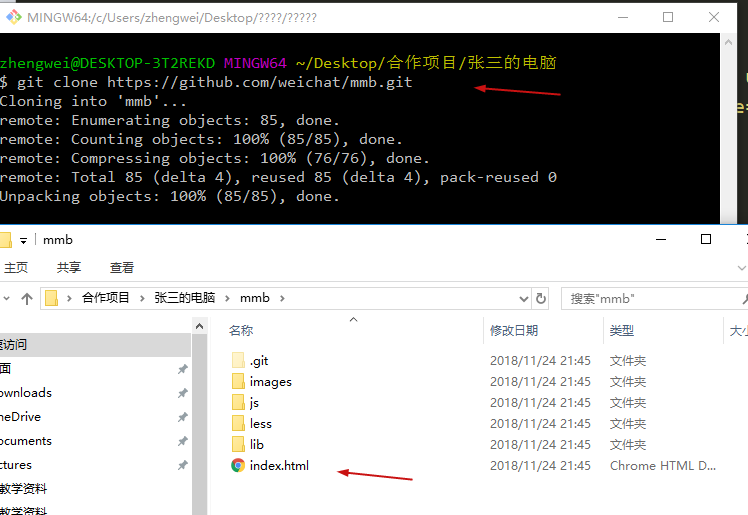 MINGW64:/c/Users/zhengwei/Desktop/????/?????
zhengwei@DESKTOP-3T2REKD MINGW64 ~/Desktop/合作项目/张三的电脑
$ git clone https://github.com/weichat/mmb.git
Cloning into 'mmb'...
remote: Enumerating objects: 85, done.
remote: Counting objects: 100% (85/85), done.
remote: Compressing objects: 100% (76/76), done.
remote: Total 85 (delta 4), reused 85 (delta 4), pack-reused 0
Unpacking objects: 100% (85/85), done.
mmb
主页 共享 查看
合作项目 张三的电脑 mmb 搜索"mmb"
名称 修改日期 类型 大小
速访问
面
ownloads
neDrive
ocuments
ctures
教学资料
教学资料
.git 2018/11/24 21:45 文件夹
images 2018/11/24 21:45 文件夹
js 2018/11/24 21:45 文件夹
less 2018/11/24 21:45 文件夹
lib 2018/11/24 21:45 文件夹
index.html 2018/11/24 21:45 Chrome HTML D...